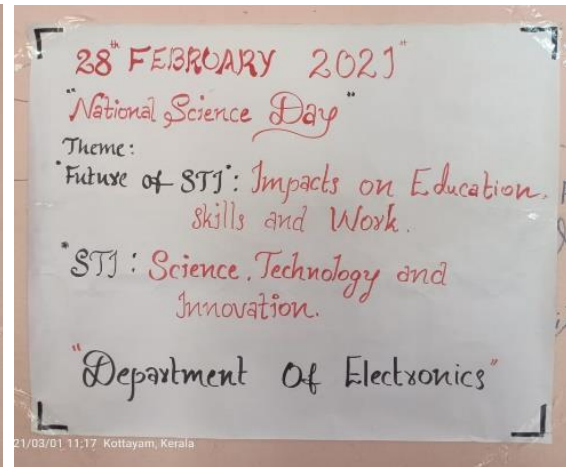 28th FEBRUARY 2021"
"National Science Day"
Theme:
"Future of STI": Impacts on Education,
Skills and Work.
"STI: Science, Technology and
Innovation.
"Department Of Electronics"
21/03/01 11:17 Kottayam, Kerala